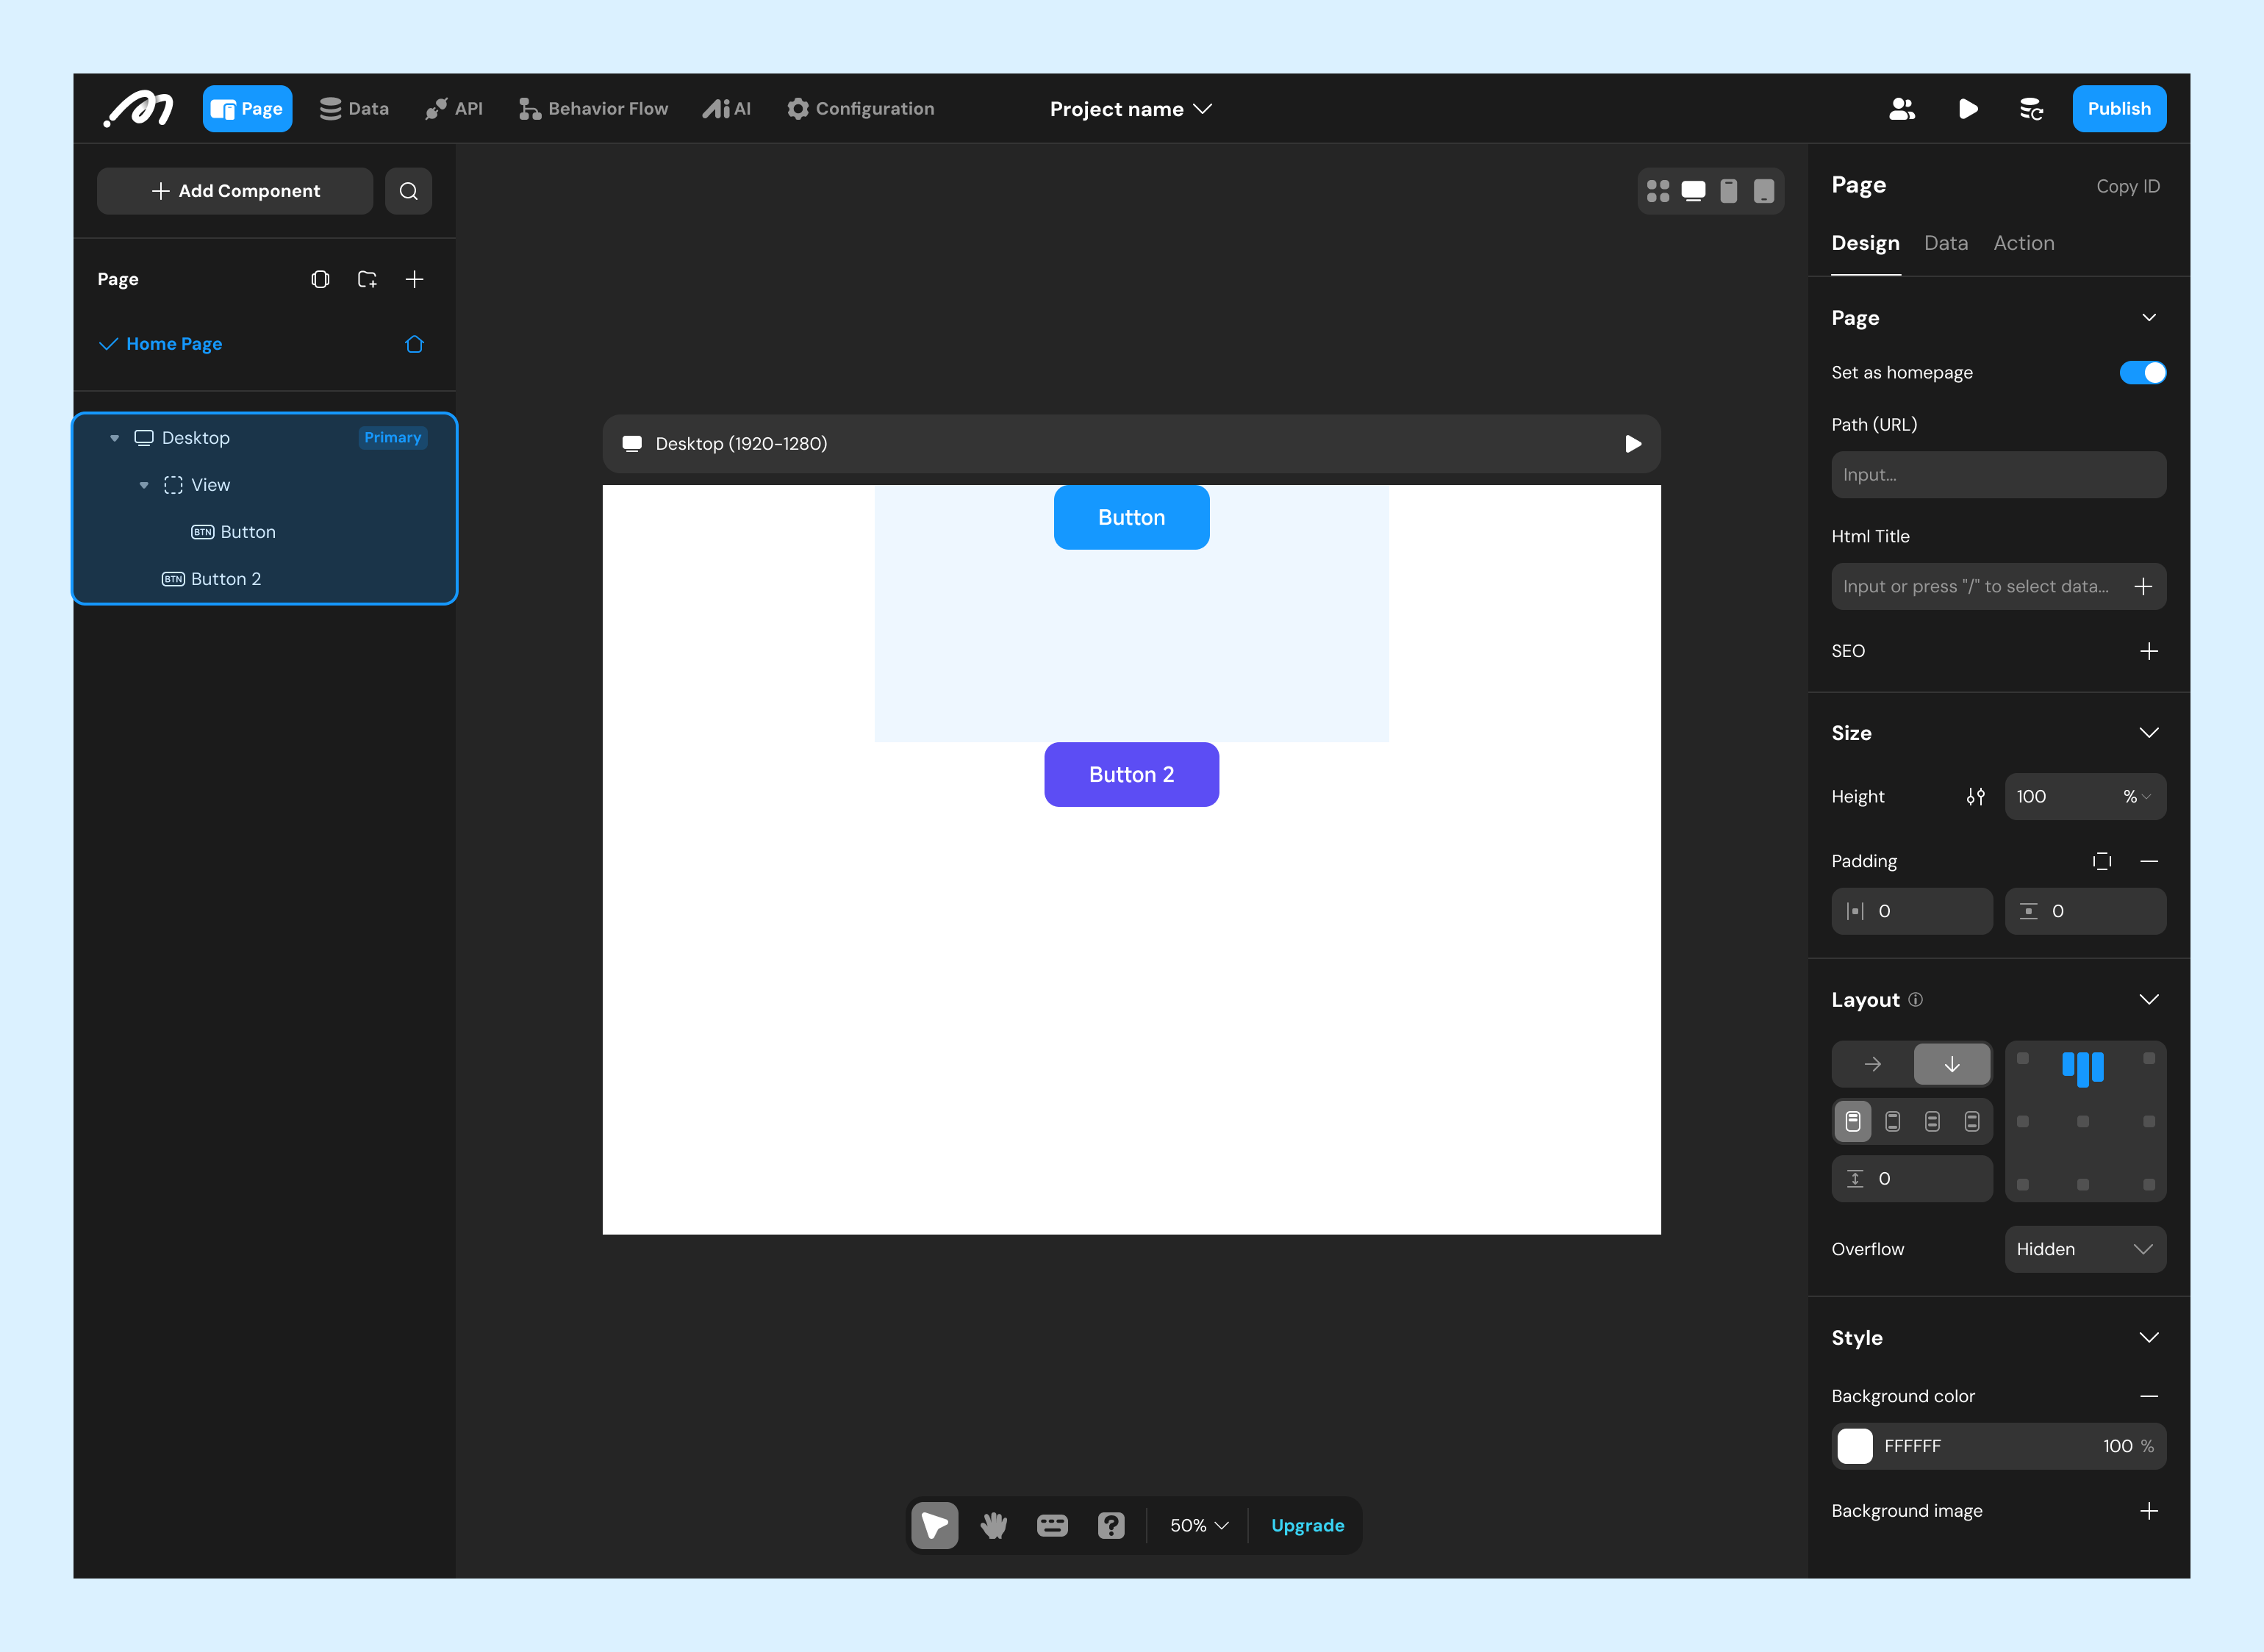 Page
Data
API
Behavior Flow
AI
Configuration
Project name
Publish
Add Component
Page
Home Page
Desktop
Primary
View
BTN Button
BTN Button 2
Desktop (1920-1280)
Button
Button 2
50%
Upgrade
Page
Copy ID
Design
Data
Action
Page
Set as homepage
Path (URL)
Input...
Html Title
Input or press "/" to select data...
SEO
Size
Height
100
%
Padding
0
0
Layout
0
Overflow
Hidden
Style
Background color
FFFFFF
100 %
Background image